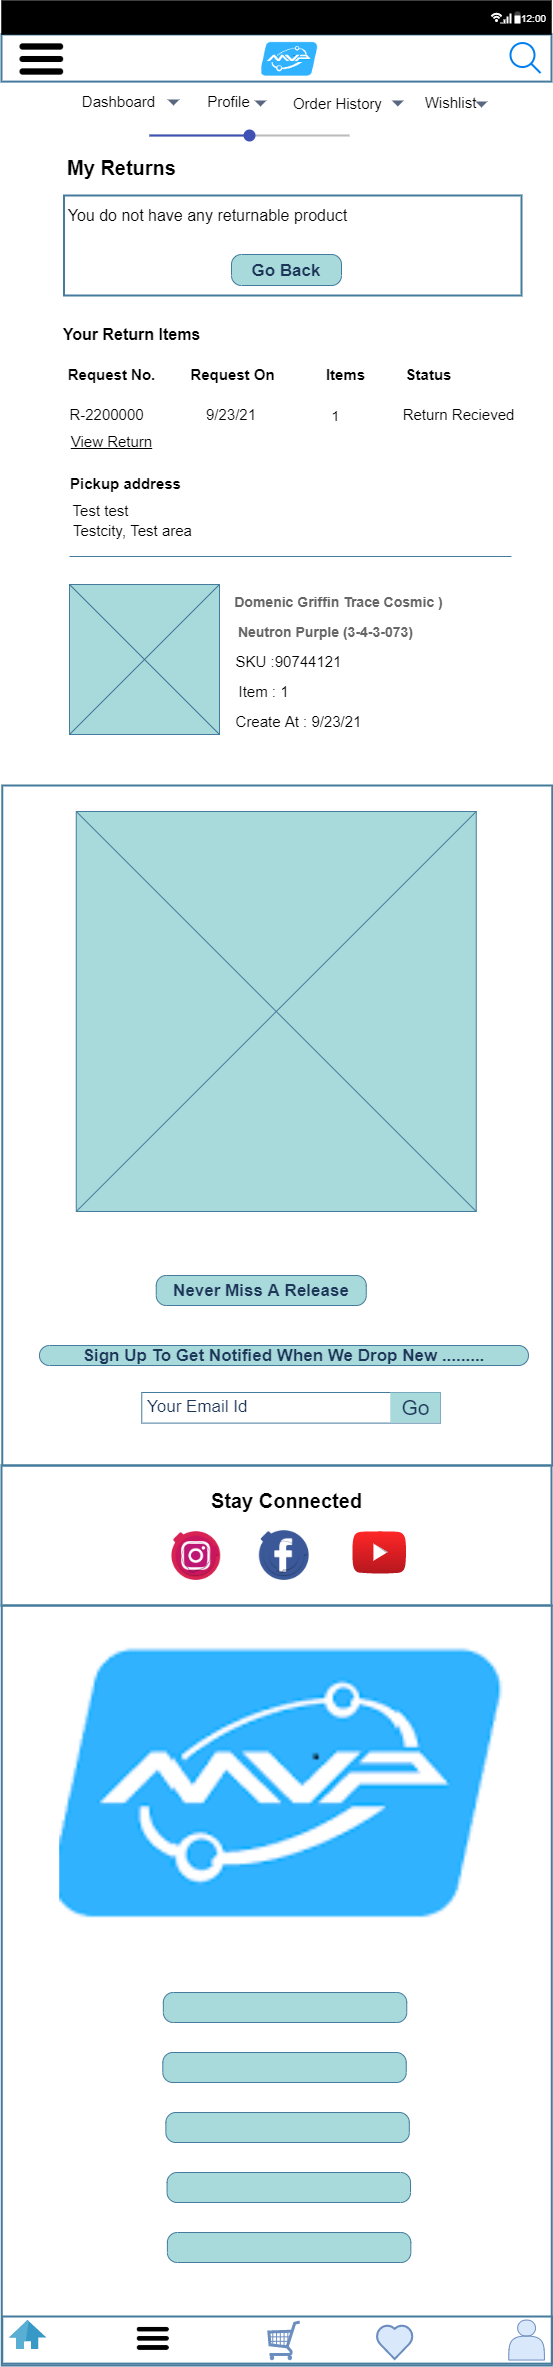 12:00
MVP
Dashboard Profile Order History Wishlist
My Returns
You do not have any returnable product
Go Back
Your Return Items
Request No. Request On Items Status
R-2200000 9/23/21 1 Return Recieved
View Return
Pickup address
Test test
Testcity, Test area
Domenic Griffin Trace Cosmic )
Neutron Purple (3-4-3-073)
SKU :90744121
Item : 1
Create At : 9/23/21
Never Miss A Release
Sign Up To Get Notified When We Drop New .........
Your Email Id Go
Stay Connected
MVP